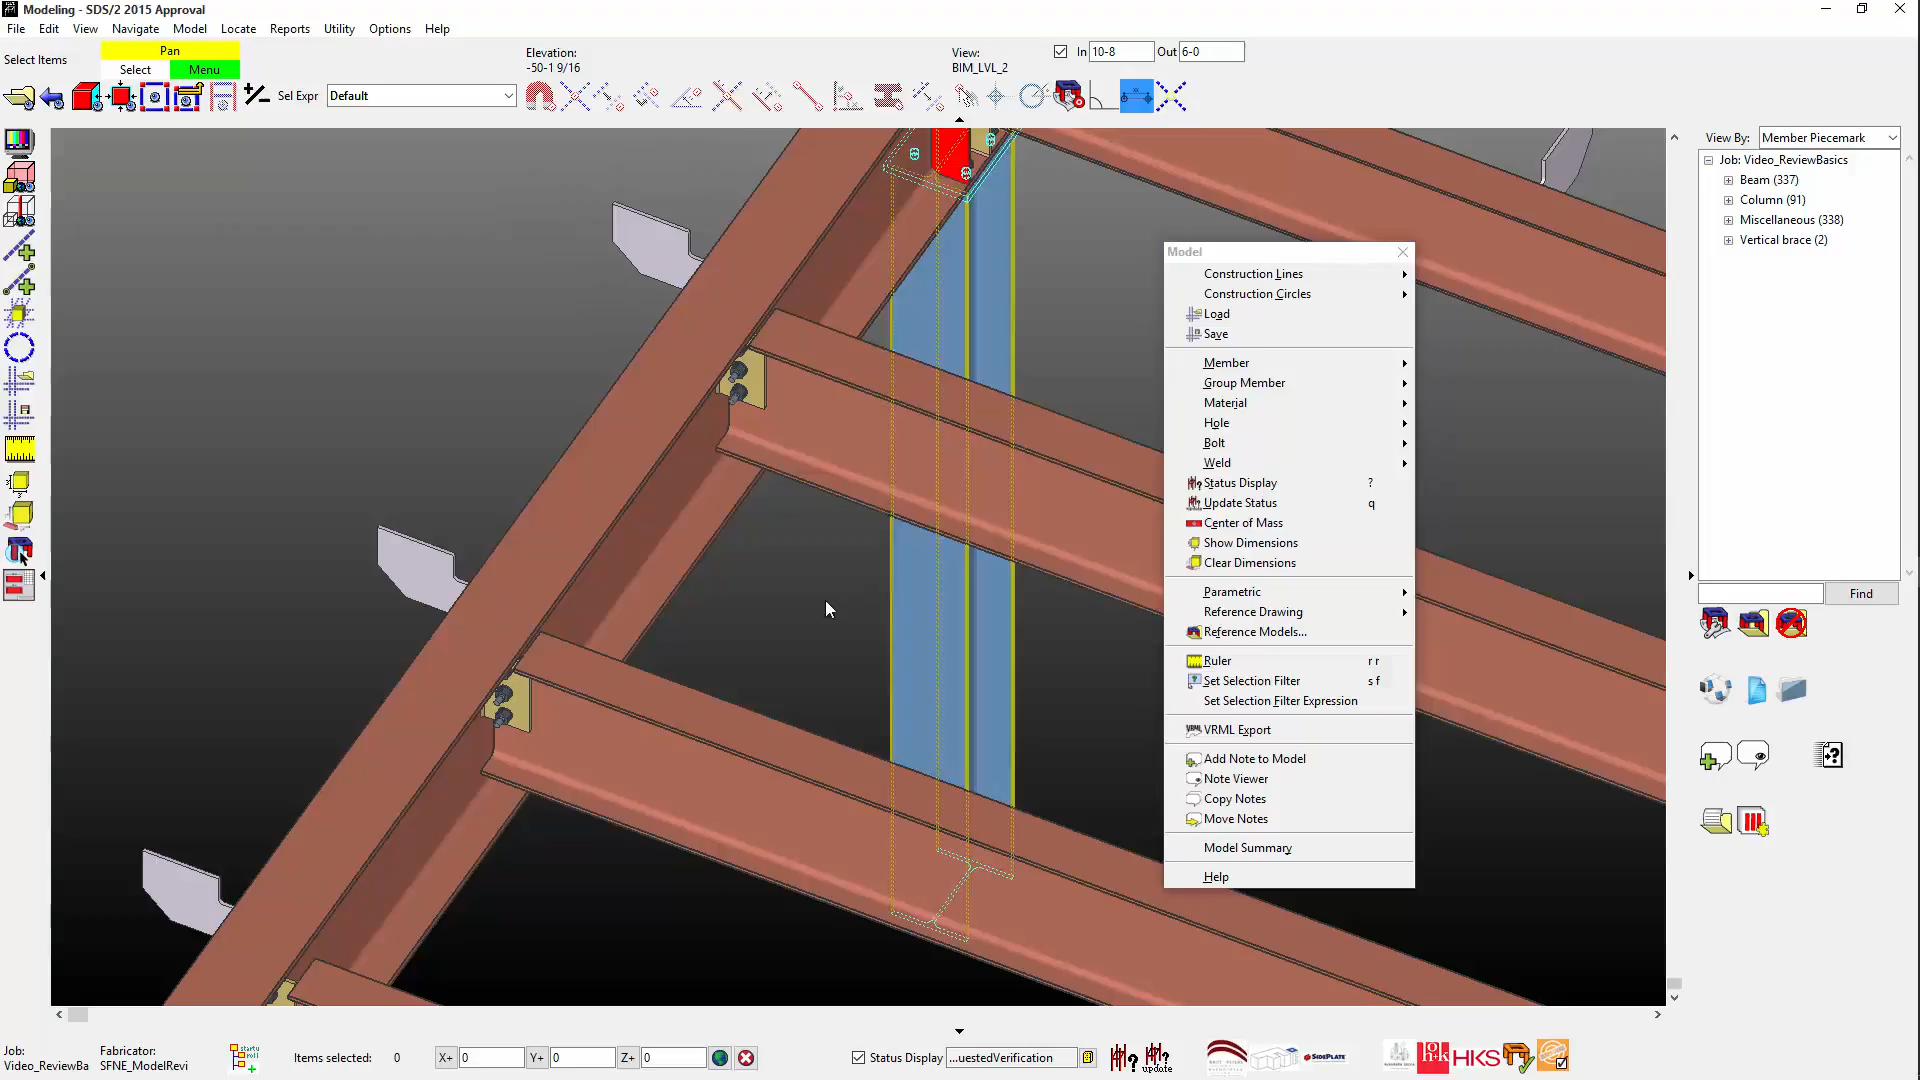 Modeling - SDS/2 2015 Approval
File Edit View Navigate Model Locate Reports Utility Options Help
Select Items
Pan
Select Menu
Elevation:
-50-1 9/16
View:
BIM_LVL_2
In 10-8 Out 6-0
Sel Expr Default
View By: Member Piecemark
Job: Video_ReviewBasics
Beam (337)
Column (91)
Miscellaneous (338)
Vertical brace (2)
Find
Model
Construction Lines
Construction Circles
Load
Save
Member
Group Member
Material
Hole
Bolt
Weld
Status Display ?
Update Status q
Center of Mass
Show Dimensions
Clear Dimensions
Parametric
Reference Drawing
Reference Models...
Ruler r r
Set Selection Filter s f
Set Selection Filter Expression
VRML Export
Add Note to Model
Note Viewer
Copy Notes
Move Notes
Model Summary
Help
Job:
Video_ReviewBa
Fabricator:
SFNE_ModelRevi
Items selected: 0
X+ 0 Y+ 0 Z+ 0
Status Display ...uestedVerification
update
SIDEPLATE
HKS